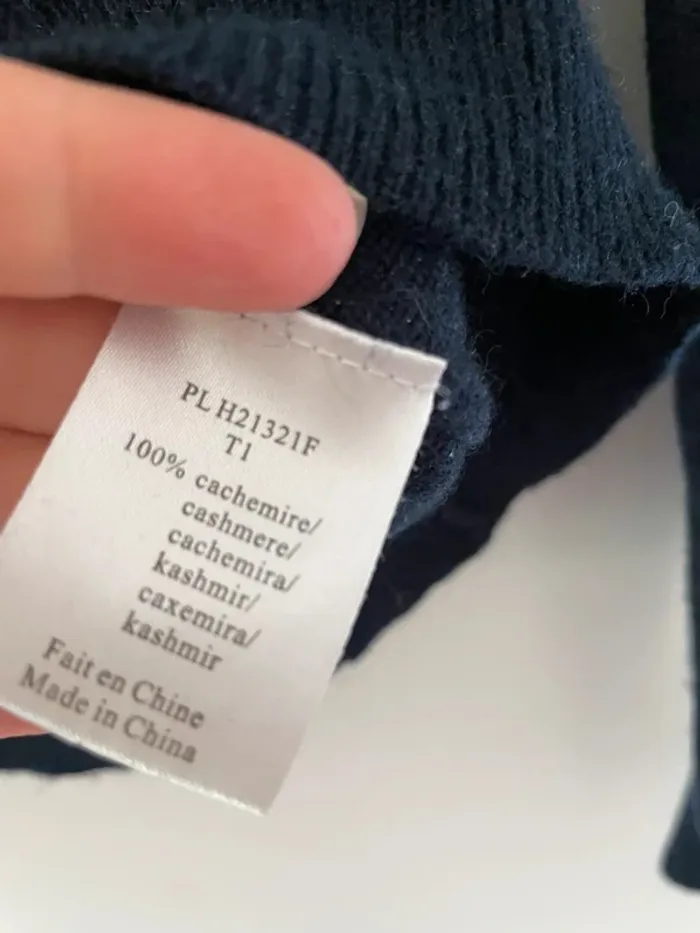 PL H21321F
T1
100% cachemire/
cashmere/
cachemira/
kashmir/
caxemira/
kashmir
Fait en Chine
Made in China